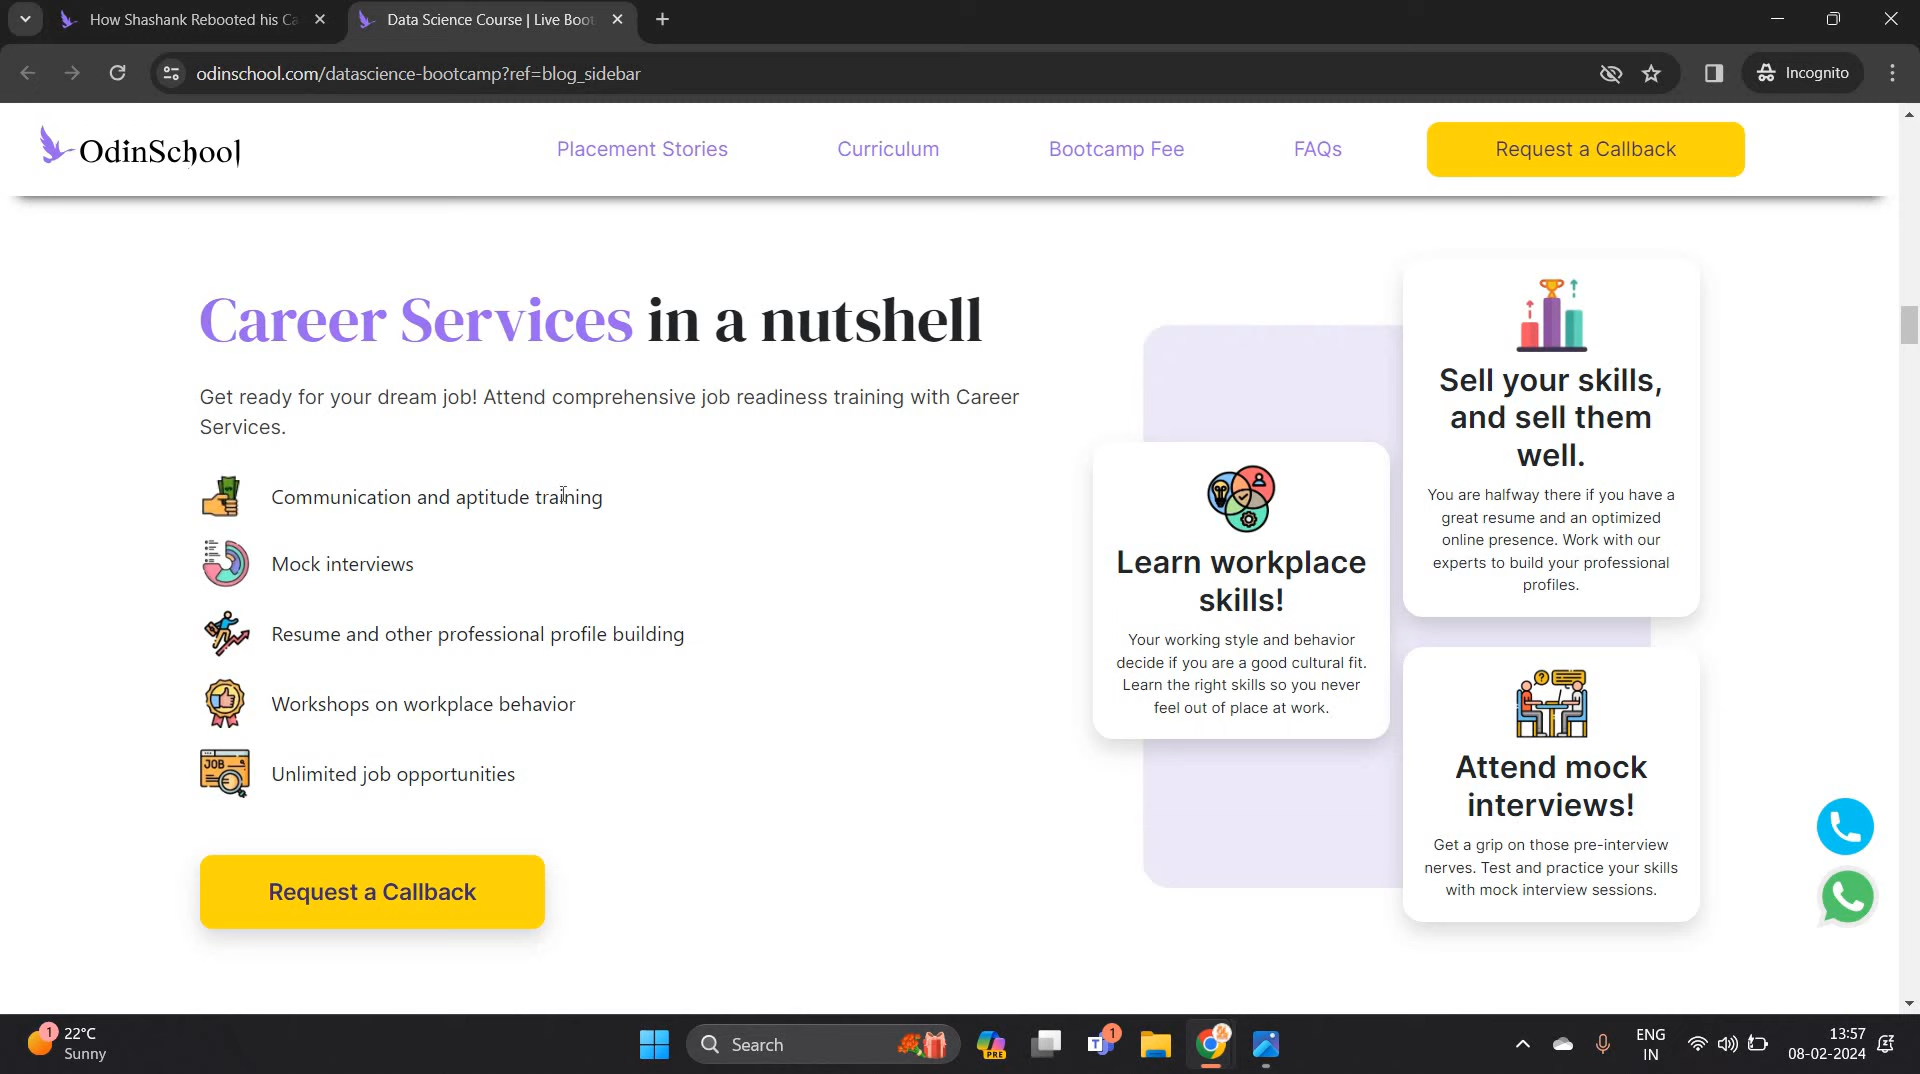 How Shashank Rebooted his Ca
Data Science Course | Live Boot
odinschool.com/datascience-bootcamp?ref=blog_sidebar
Incognito
OdinSchool
Placement Stories
Curriculum
Bootcamp Fee
FAQs
Request a Callback
Career Services in a nutshell
Get ready for your dream job! Attend comprehensive job readiness training with Career
Services.
Communication and aptitude training
Mock interviews
Resume and other professional profile building
Workshops on workplace behavior
JOB
Unlimited job opportunities
Request a Callback
Learn workplace
skills!
Your working style and behavior
decide if you are a good cultural fit.
Learn the right skills so you never
feel out of place at work.
Sell your skills,
and sell them
well.
You are halfway there if you have a
great resume and an optimized
online presence. Work with our
experts to build your professional
profiles.
?
Attend mock
interviews!
Get a grip on those pre-interview
nerves. Test and practice your skills
with mock interview sessions.
1
22°C
Sunny
Search
PRE
T
1
ENG
IN
13:57
08-02-2024